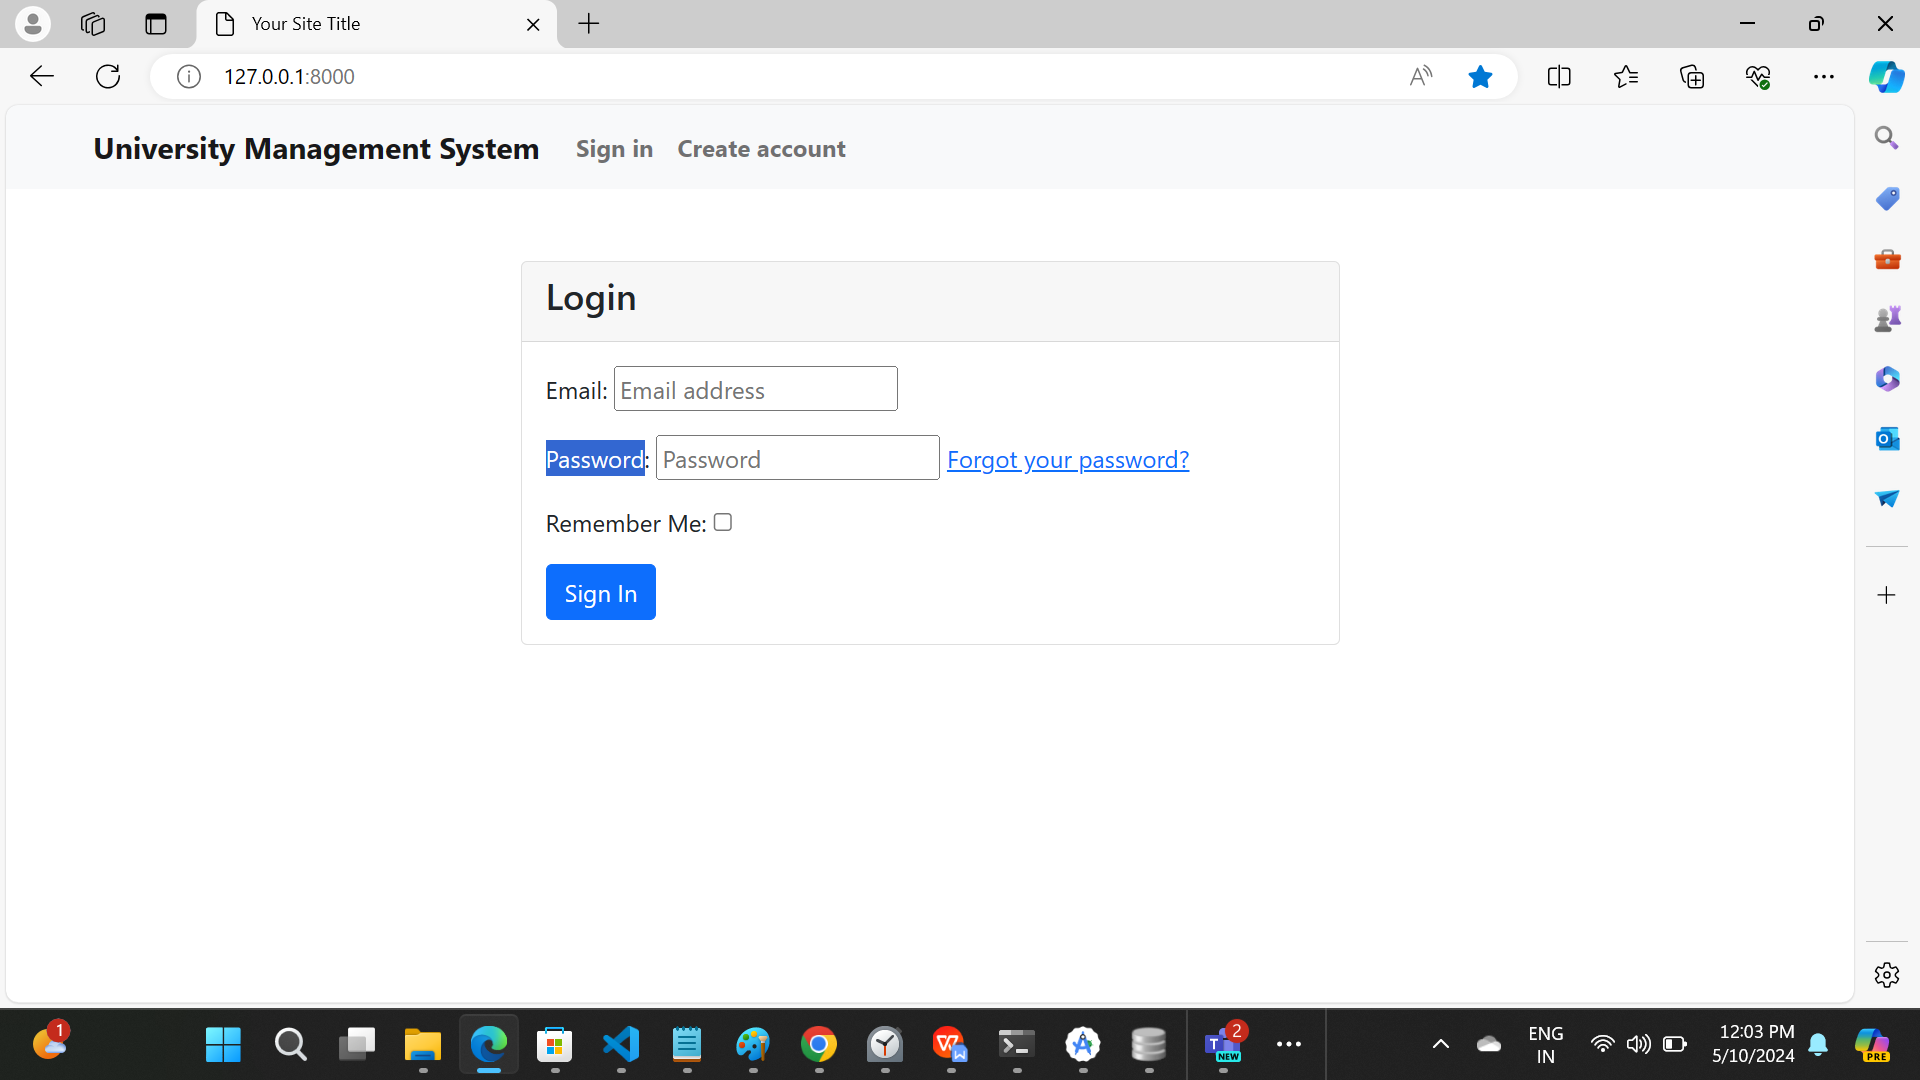 Your Site Title
127.0.0.1:8000
University Management System Sign in Create account
Login
Email: Email address
Password: Password Forgot your password?
Remember Me:
Sign In
1
2
NEW
ENG
IN
12:03 PM
5/10/2024
PRE